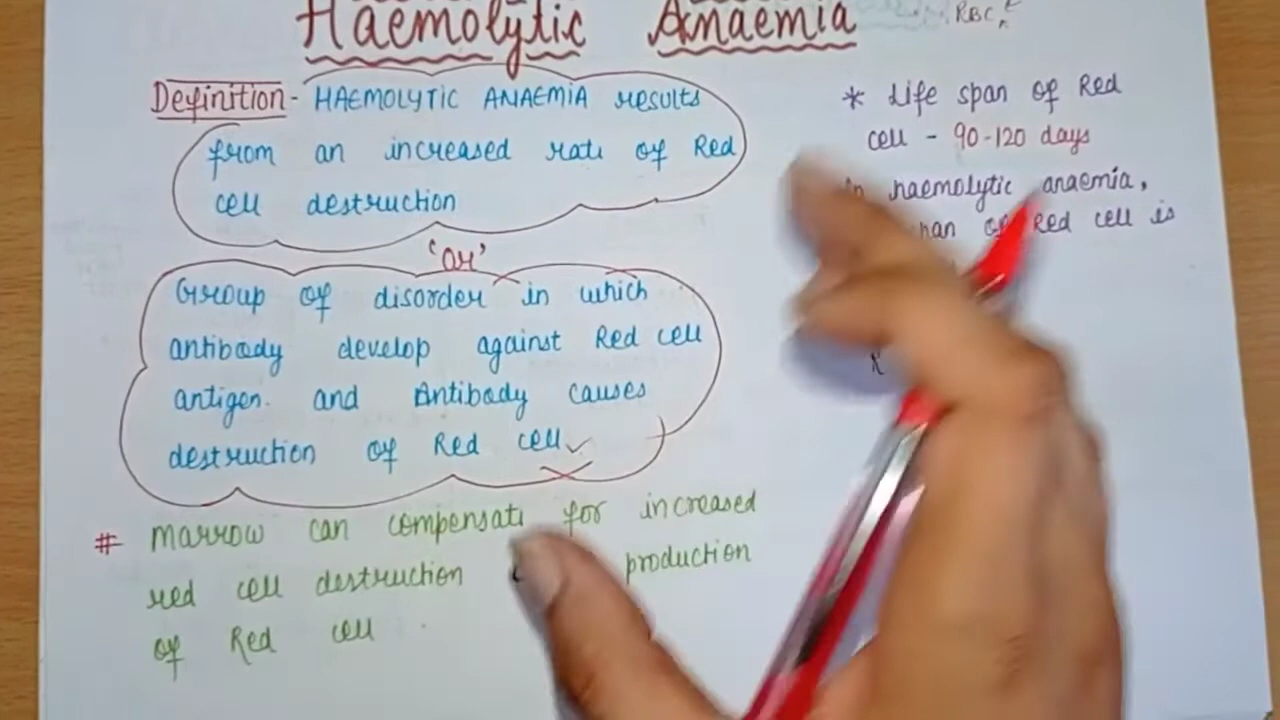 Haemolytic Anaemia
RBC
Definition - HAEMOLYTIC ANAEMIA results
from an increased rate of Red
cell destruction
'or'
Group of disorder in which
antibody develop against Red cell
antigen. and Antibody causes
destruction of Red cell
# Marrow can compensate for increased
red cell destruction production
of Red cell
* Life span of Red
cell - 90-120 days
haemolytic anaemia,
of Red cell is